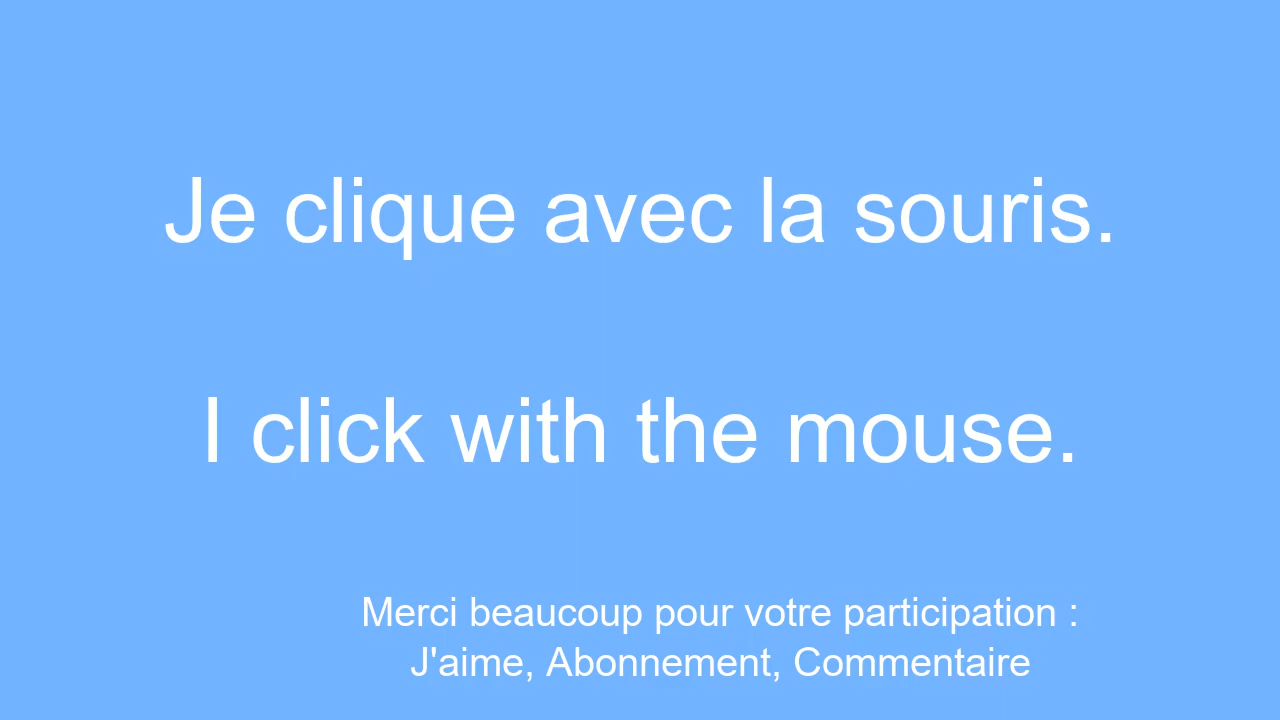 Je clique avec la souris.
I click with the mouse.
Merci beaucoup pour votre participation :
J'aime, Abonnement, Commentaire